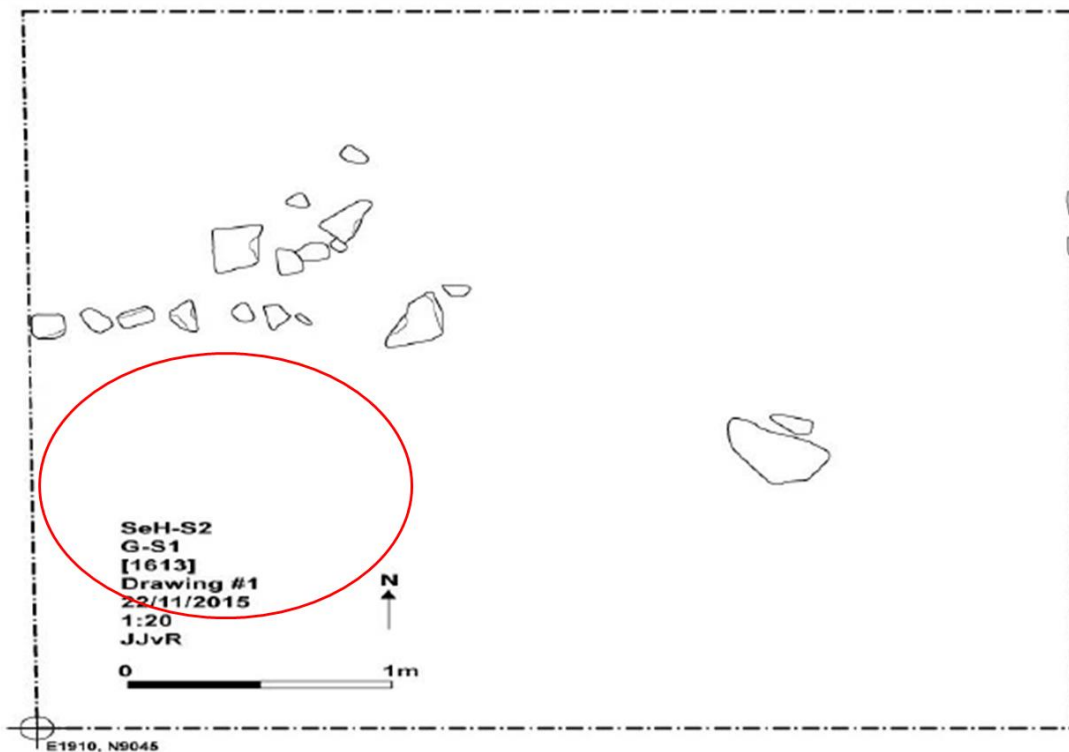 SeH-S2
G-S1
[1613]
Drawing #1
22/11/2015
1:20
JJvR
N
0 1m
E1910, N9045